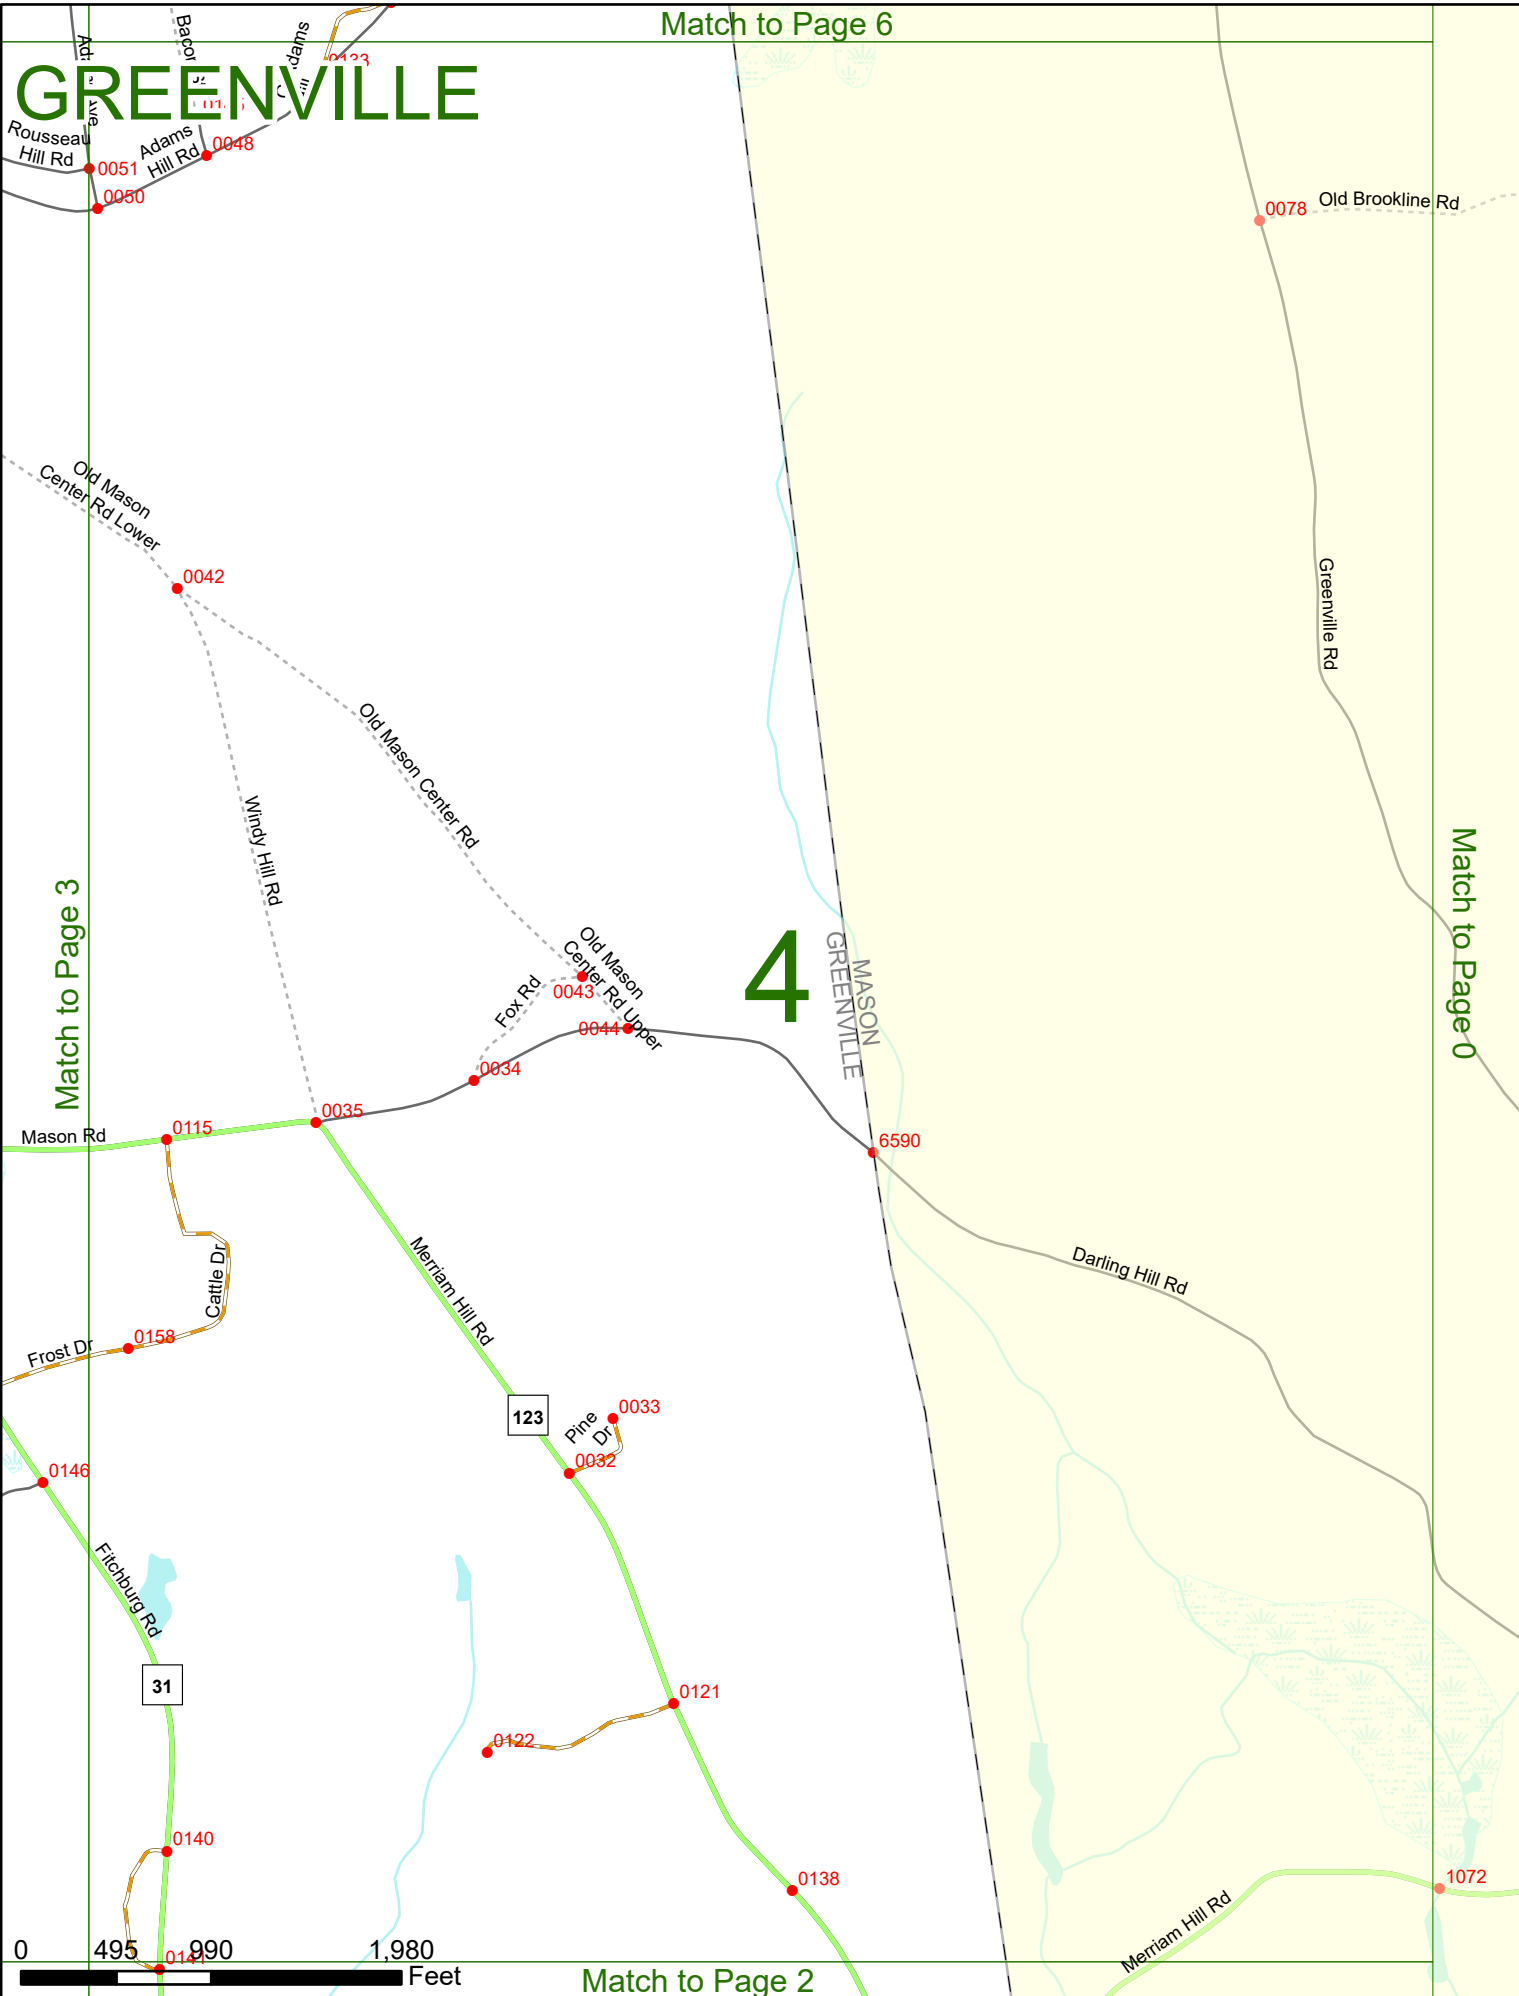 Match to Page 6
GREENVILLE
Rousseau
Hill Rd
Adams
Hill Rd
0048
0051
0050
0078
Old Brookline Rd
Old Mason
Center Rd Lower
0042
Greenville Rd
Old Mason Center Rd
Windy Hill Rd
Match to Page 3
Match to Page 0
4
MASON
GREENVILLE
Old Mason
Center Rd Upper
0043
Fox Rd
0044
0034
0035
Mason Rd
0115
6590
Cattle Dr
Merriam Hill Rd
Darling Hill Rd
Frost Dr
0158
123
Pine
Dr
0033
0032
0146
Fitchburg Rd
31
0121
0122
0140
0138
1072
Merriam Hill Rd
0141
0 495 990 1,980
Feet
Match to Page 2